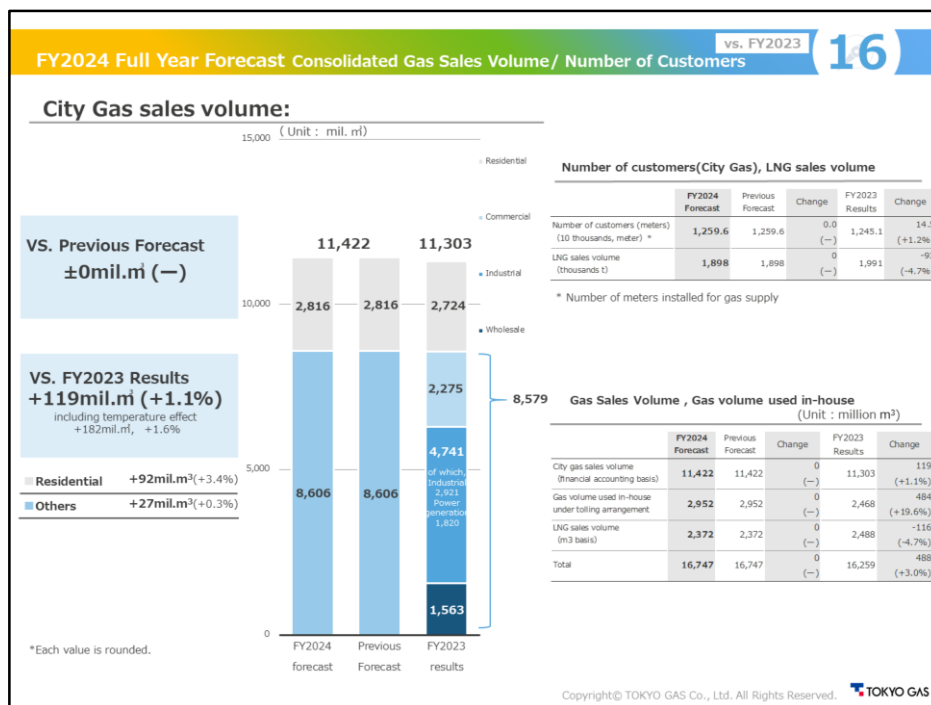 vs. FY2023
16
FY2024 Full Year Forecast Consolidated Gas Sales Volume/ Number of Customers
City Gas sales volume:
(Unit : mil. ㎥)
15,000
10,000
5,000
0
VS. Previous Forecast
±0mil.㎥ (—)
VS. FY2023 Results
+119mil.㎥ (+1.1%)
including temperature effect
+182mil.㎥, +1.6%
Residential +92mil.m³(+3.4%)
Others +27mil.m³(+0.3%)
11,422 11,303
2,816 2,816 2,724
8,606 8,606
2,275
4,741
of which,
Industrial
2,921
Power
generation
1,820
1,563
8,579
Residential
Commercial
Industrial
Wholesale
FY2024 forecast
Previous Forecast
FY2023 results
*Each value is rounded.
Number of customers(City Gas), LNG sales volume
FY2024 Forecast Previous Forecast Change FY2023 Results Change
Number of customers (meters) (10 thousands, meter) * 1,259.6 1,259.6 0.0 (—) 1,245.1 (+1.2%
LNG sales volume (thousands t) 1,898 1,898 0 (—) 1,991 (-4.7%
* Number of meters installed for gas supply
Gas Sales Volume , Gas volume used in-house
(Unit : million m³)
FY2024 Forecast Previous Forecast Change FY2023 Results Change
City gas sales volume (financial accounting basis) 11,422 11,422 0 (—) 11,303 119 (+1.1%)
Gas volume used in-house under tolling arrangement 2,952 2,952 0 (—) 2,468 484 (+19.6%)
LNG sales volume (m3 basis) 2,372 2,372 0 (—) 2,488 -116 (-4.7%)
Total 16,747 16,747 0 (—) 16,259 488 (+3.0%)
Copyright© TOKYO GAS Co., Ltd. All Rights Reserved.
TOKYO GAS